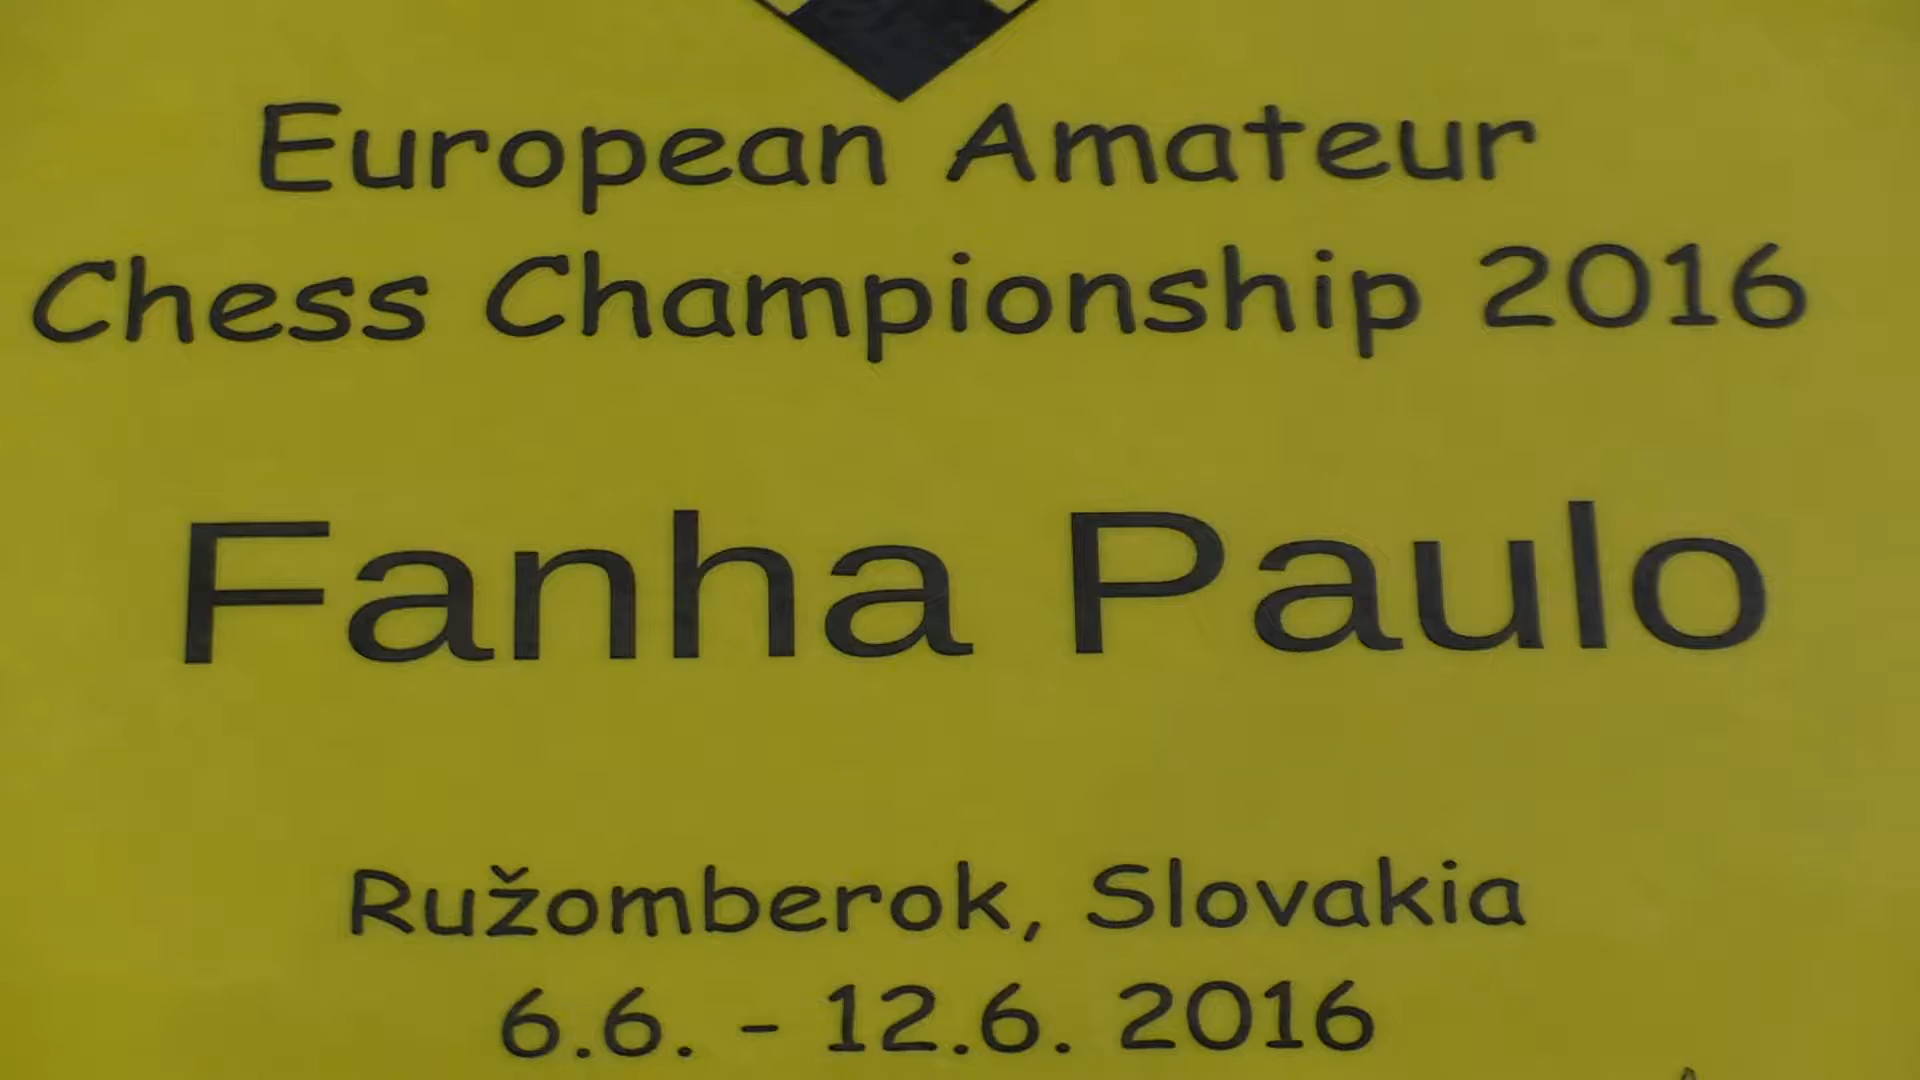 European Amateur
Chess Championship 2016
Fanha Paulo
Ružomberok, Slovakia
6.6. - 12.6. 2016